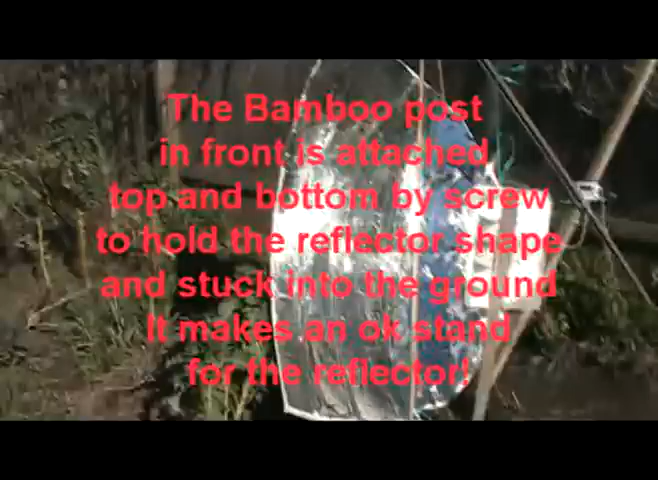 The Bamboo post
in front is attached
top and bottom by screw
to hold the reflector shape
and stuck into the ground
It makes an ok stand
for the reflector!